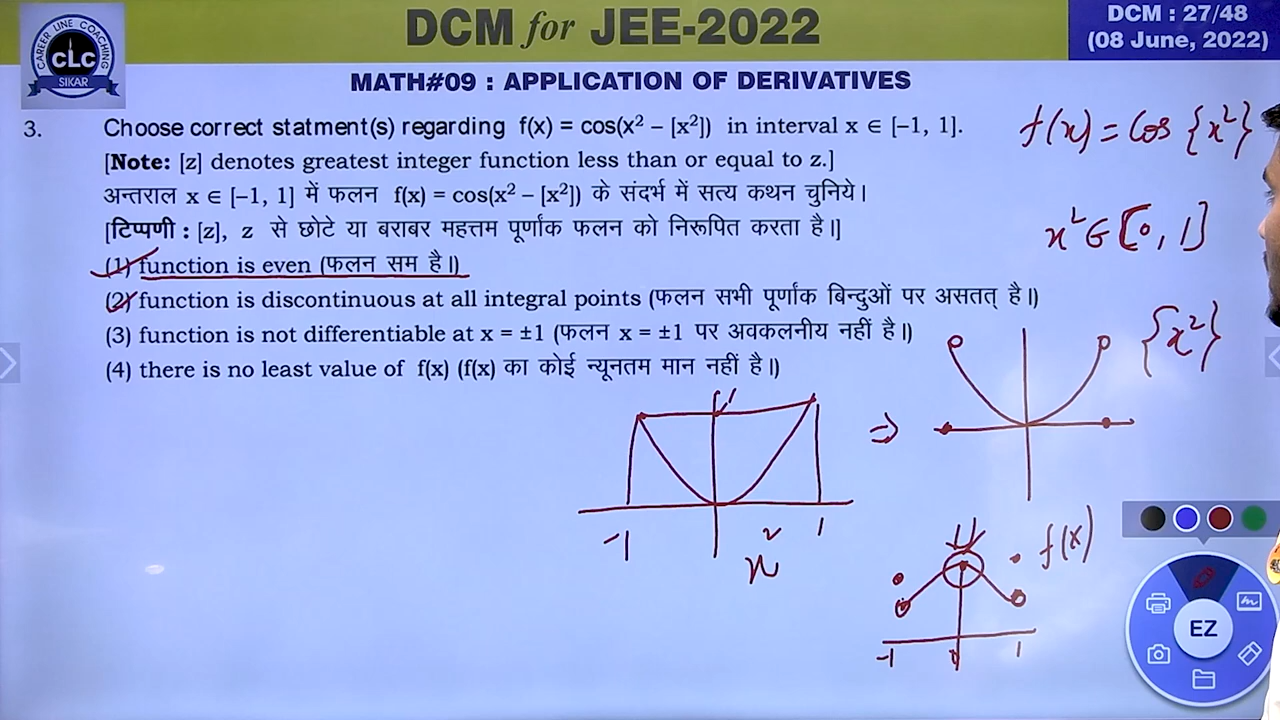 DCM for JEE-2022
DCM : 27/48
(08 June, 2022)
CAREER LINE COACHING
CLC
SIKAR
MATH#09 : APPLICATION OF DERIVATIVES
3. Choose correct statment(s) regarding f(x) = cos(x² – [x²]) in interval x ∈ [–1, 1].
[Note: [z] denotes greatest integer function less than or equal to z.]
अन्तराल x ∈ [–1, 1] में फलन f(x) = cos(x² – [x²]) के संदर्भ में सत्य कथन चुनिये।
[टिप्पणी : [z], z से छोटे या बराबर महत्तम पूर्णांक फलन को निरूपित करता है।]
(1) function is even (फलन सम है।)
(2) function is discontinuous at all integral points (फलन सभी पूर्णांक बिन्दुओं पर असतत् है।)
(3) function is not differentiable at x = ±1 (फलन x = ±1 पर अवकलनीय नहीं है।)
(4) there is no least value of f(x) (f(x) का कोई न्यूनतम मान नहीं है।)
f(x) = cos {x²}
x² ∈ [0, 1]
{x²}
⇒
1
-1
1
x²
f(x)
-1
0
1
EZ